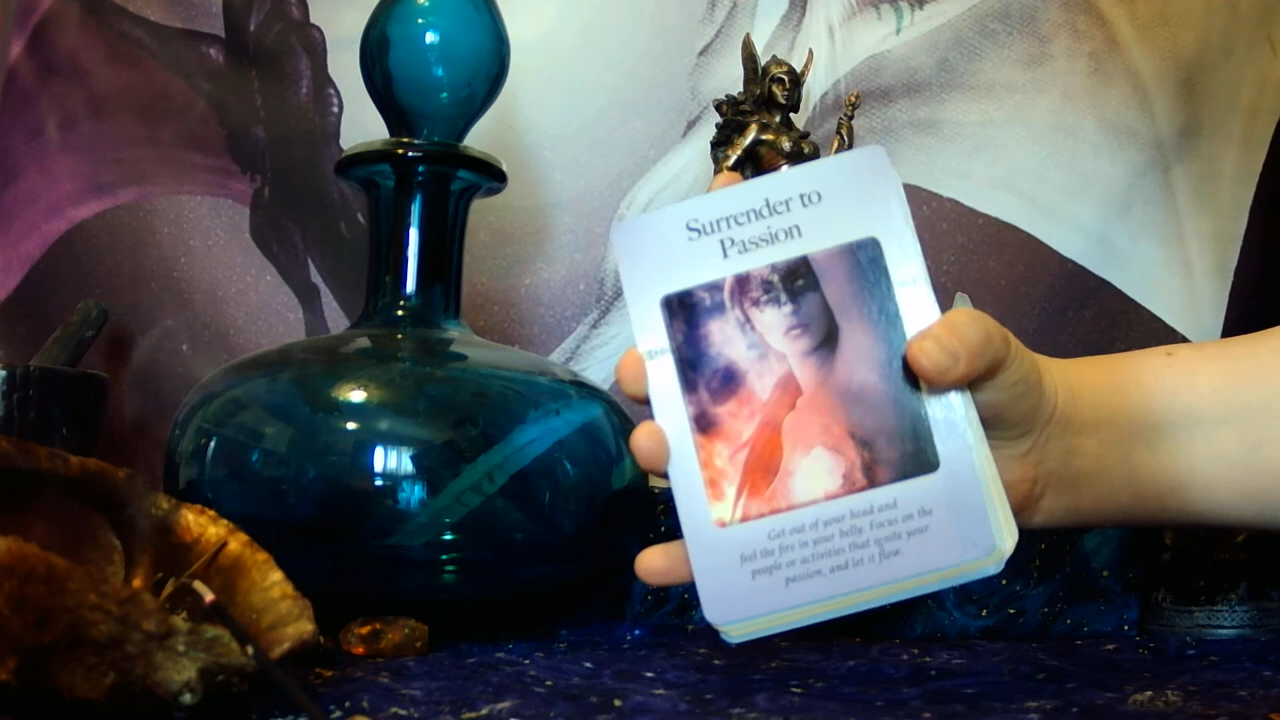 Surrender to
Passion
Get out of your head and
feel the fire in your belly. Focus on the
people or activities that ignite your
passion, and let it flow.